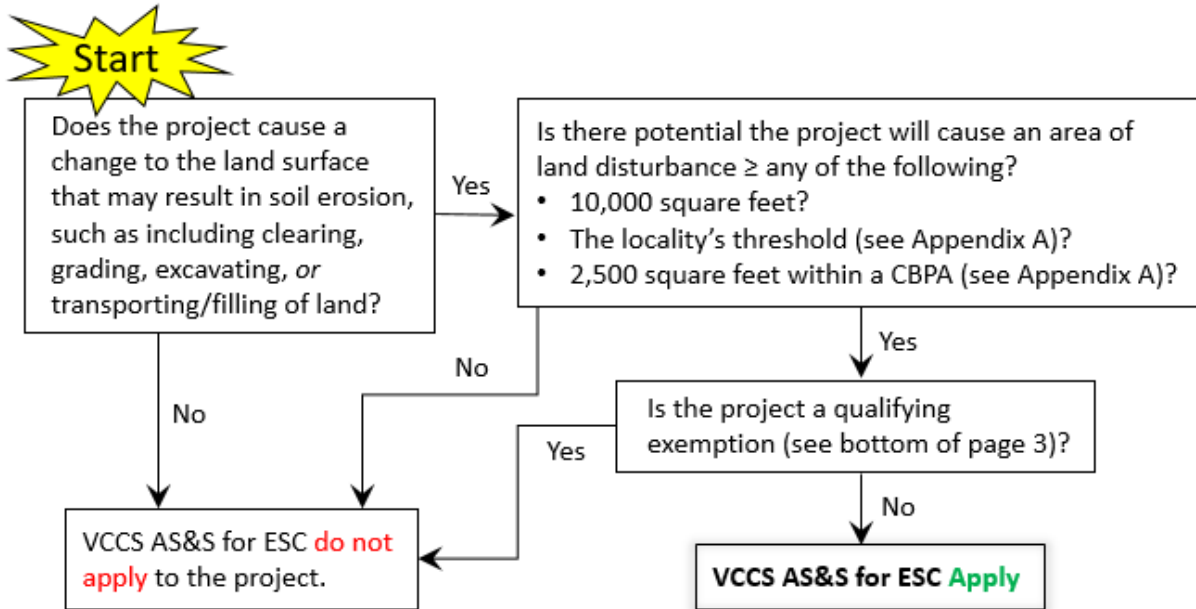 Start
Does the project cause a
change to the land surface
that may result in soil erosion,
such as including clearing,
grading, excavating, or
transporting/filling of land?
Yes
Is there potential the project will cause an area of
land disturbance ≥ any of the following?
• 10,000 square feet?
• The locality's threshold (see Appendix A)?
• 2,500 square feet within a CBPA (see Appendix A)?
No
No
Yes
Is the project a qualifying
exemption (see bottom of page 3)?
Yes
No
VCCS AS&S for ESC do not
apply to the project.
VCCS AS&S for ESC Apply